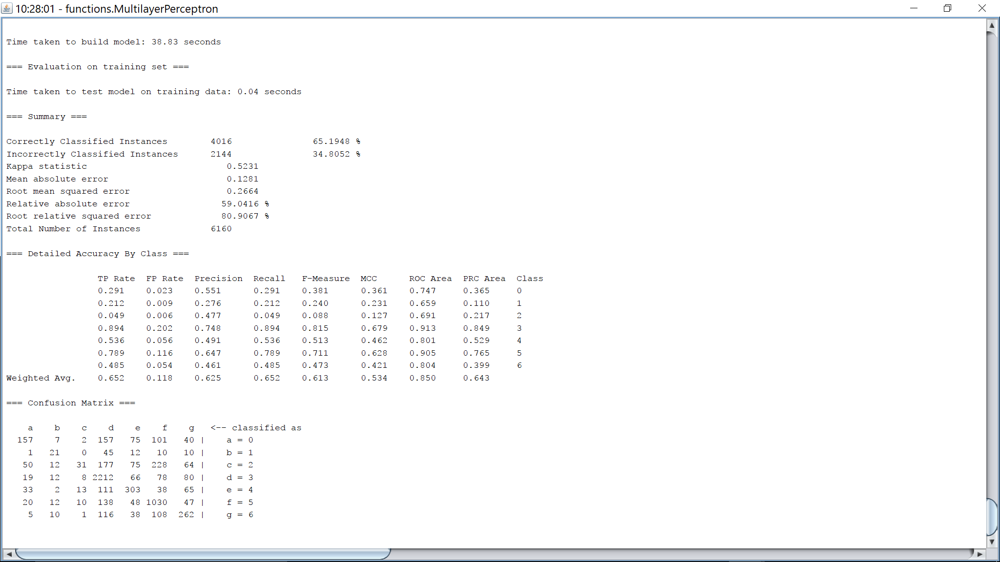 10:28:01 - functions.MultilayerPerceptron
Time taken to build model: 38.83 seconds
=== Evaluation on training set ===
Time taken to test model on training data: 0.04 seconds
=== Summary ===
Correctly Classified Instances 4016 65.1948 %
Incorrectly Classified Instances 2144 34.8052 %
Kappa statistic 0.5231
Mean absolute error 0.1281
Root mean squared error 0.2664
Relative absolute error 59.0416 %
Root relative squared error 80.9067 %
Total Number of Instances 6160
=== Detailed Accuracy By Class ===
TP Rate FP Rate Precision Recall F-Measure MCC ROC Area PRC Area Class
0.291 0.023 0.551 0.291 0.381 0.361 0.747 0.365 0
0.212 0.009 0.276 0.212 0.240 0.231 0.659 0.110 1
0.049 0.006 0.477 0.049 0.088 0.127 0.691 0.217 2
0.894 0.202 0.748 0.894 0.815 0.679 0.913 0.849 3
0.536 0.056 0.491 0.536 0.513 0.462 0.801 0.529 4
0.789 0.116 0.647 0.789 0.711 0.628 0.905 0.765 5
0.485 0.054 0.461 0.485 0.473 0.421 0.804 0.399 6
Weighted Avg. 0.652 0.118 0.625 0.652 0.613 0.534 0.850 0.643
=== Confusion Matrix ===
a b c d e f g <-- classified as
157 7 2 157 75 101 40 | a = 0
1 21 0 45 12 10 10 | b = 1
50 12 31 177 75 228 64 | c = 2
19 12 8 2212 66 78 80 | d = 3
33 2 13 111 303 38 65 | e = 4
20 12 10 138 48 1030 47 | f = 5
5 10 1 116 38 108 262 | g = 6